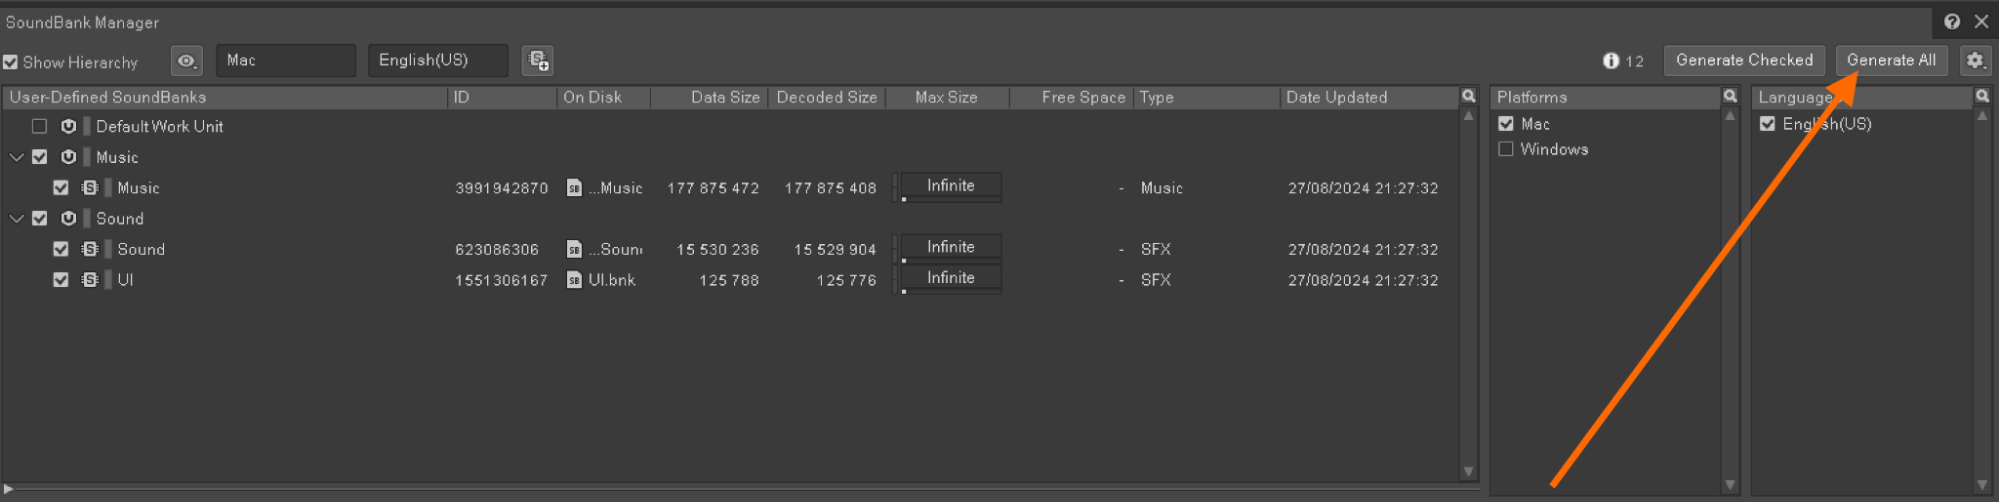 SoundBank Manager
Show Hierarchy Mac English(US) 12 Generate Checked Generate All
User-Defined SoundBanks ID On Disk Data Size Decoded Size Max Size Free Space Type Date Updated Platforms Language
Default Work Unit Mac English(US)
Music Windows
Music 3991942870 ...Music 177 875 472 177 875 408 Infinite - Music 27/08/2024 21:27:32
Sound
Sound 623086306 ...Soun 15 530 236 15 529 904 Infinite - SFX 27/08/2024 21:27:32
UI 1551306167 UI.bnk 125 788 125 776 Infinite - SFX 27/08/2024 21:27:32